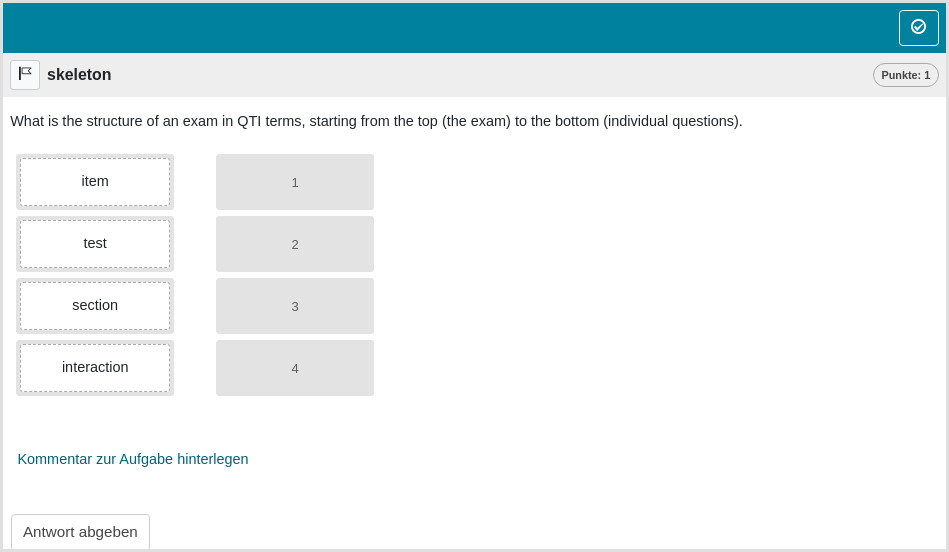 skeleton
Punkte: 1
What is the structure of an exam in QTI terms, starting from the top (the exam) to the bottom (individual questions).
item
1
test
2
section
3
interaction
4
Kommentar zur Aufgabe hinterlegen
Antwort abgeben